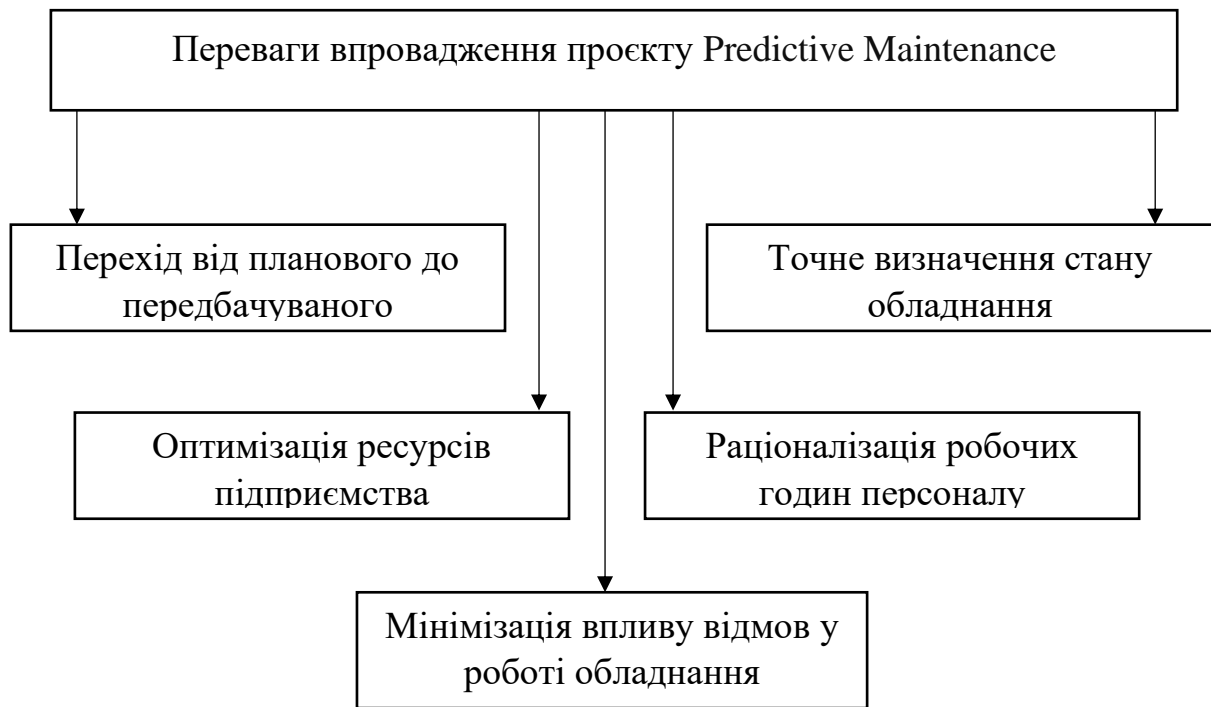 Переваги впровадження проєкту Predictive Maintenance
Перехід від планового до
передбачуваного
Точне визначення стану
обладнання
Оптимізація ресурсів
підприємства
Раціоналізація робочих
годин персоналу
Мінімізація впливу відмов у
роботі обладнання